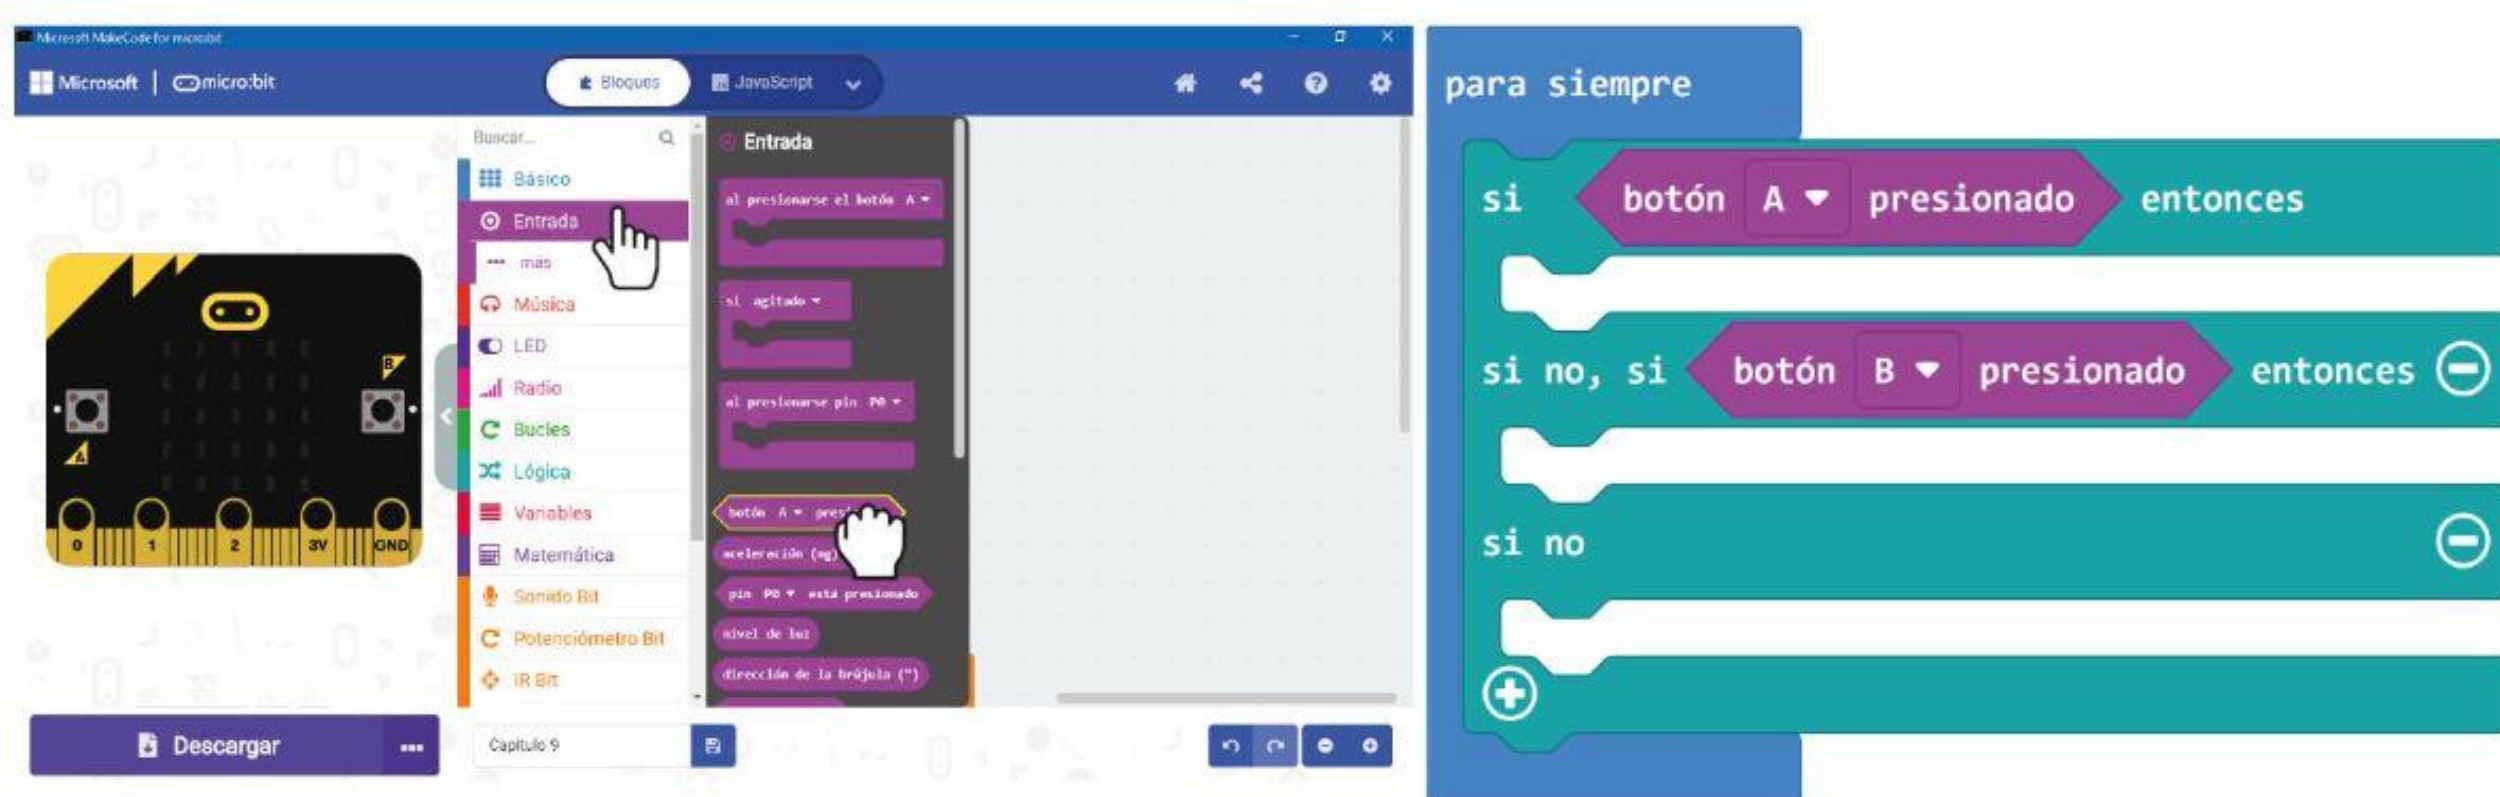 Microsoft MakeCode for micro:bit
Microsoft | micro:bit
Bloques
JavaScript
Buscar...
Básico
Entrada
más
Música
LED
Radio
Bucles
Lógica
Variables
Matemática
Sonido Bit
Potenciómetro Bit
IR Bit
Entrada
al presionarse el botón A
si agitado
al presionarse pin P0
botón A presi
aceleración (mg)
pin P0 está presionado
nivel de luz
dirección de la brújula (°)
B
A
0 1 2 3V GND
Descargar
Capitulo 9
para siempre
si botón A presionado entonces
si no, si botón B presionado entonces
si no